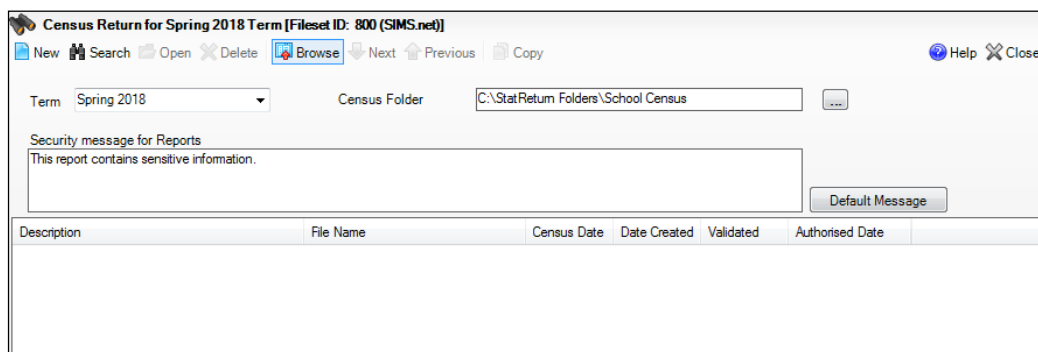 Census Return for Spring 2018 Term [Fileset ID: 800 (SIMS.net)]
New Search Open Delete Browse Next Previous Copy Help Close
Term Spring 2018 Census Folder C:\StatReturn Folders\School Census ...
Security message for Reports
This report contains sensitive information.
Default Message
Description File Name Census Date Date Created Validated Authorised Date